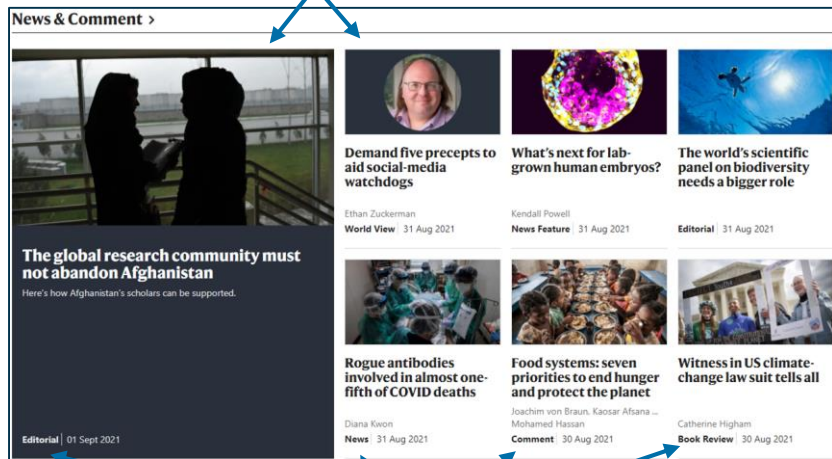 News & Comment >
The global research community must
not abandon Afghanistan
Here's how Afghanistan's scholars can be supported.
Editorial | 01 Sept 2021
Demand five precepts to
aid social-media
watchdogs
Ethan Zuckerman
World View | 31 Aug 2021
What's next for lab-
grown human embryos?
Kendall Powell
News Feature | 31 Aug 2021
The world's scientific
panel on biodiversity
needs a bigger role
Editorial | 31 Aug 2021
Rogue antibodies
involved in almost one-
fifth of COVID deaths
Diana Kwon
News | 31 Aug 2021
Food systems: seven
priorities to end hunger
and protect the planet
Joachim von Braun, Kaosar Afsana ...
Mohamed Hassan
Comment | 30 Aug 2021
Witness in US climate-
change law suit tells all
Catherine Higham
Book Review | 30 Aug 2021